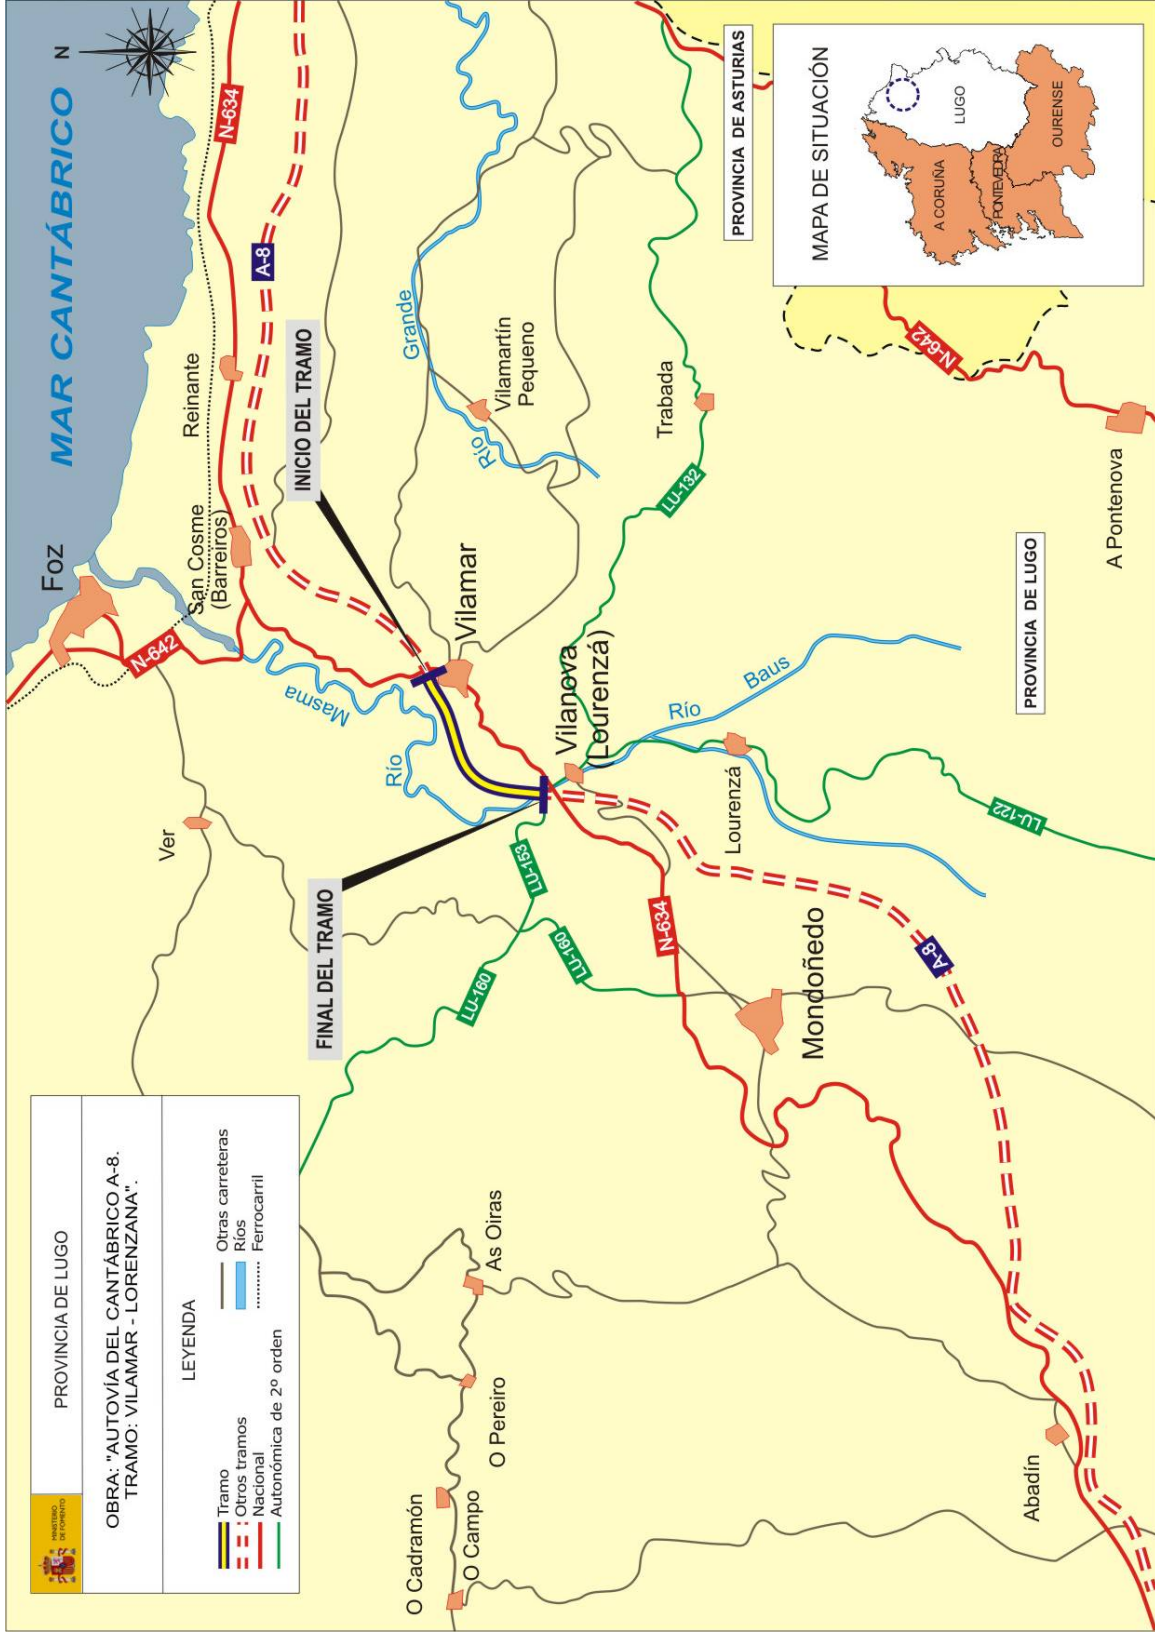 PROVINCIA DE LUGO
MINISTERIO
DE FOMENTO
OBRA: "AUTOVÍA DEL CANTÁBRICO A-8.
TRAMO: VILAMAR - LORENZANA".
LEYENDA
Tramo
Otros tramos
Nacional
Autonómica de 2º orden
Otras carreteras
Ríos
Ferrocarril
MAR CANTÁBRICO
N
Foz
N-634
A-8
Reinante
San Cosme
(Barreiros)
N-642
INICIO DEL TRAMO
FINAL DEL TRAMO
Ver
Río
Masma
Vilamar
Río
Grande
Vilamartín
Pequeno
Trabada
LU-132
Vilanova
(Lourenzá)
Río
Baus
Lourenzá
LU-122
LU-153
LU-160
LU-160
N-634
Mondoñedo
A-8
As Oiras
O Pereiro
O Cadramón
O Campo
Abadín
PROVINCIA DE LUGO
A Pontenova
N-642
PROVINCIA DE ASTURIAS
MAPA DE SITUACIÓN
A CORUÑA
LUGO
PONTEVEDRA
OURENSE